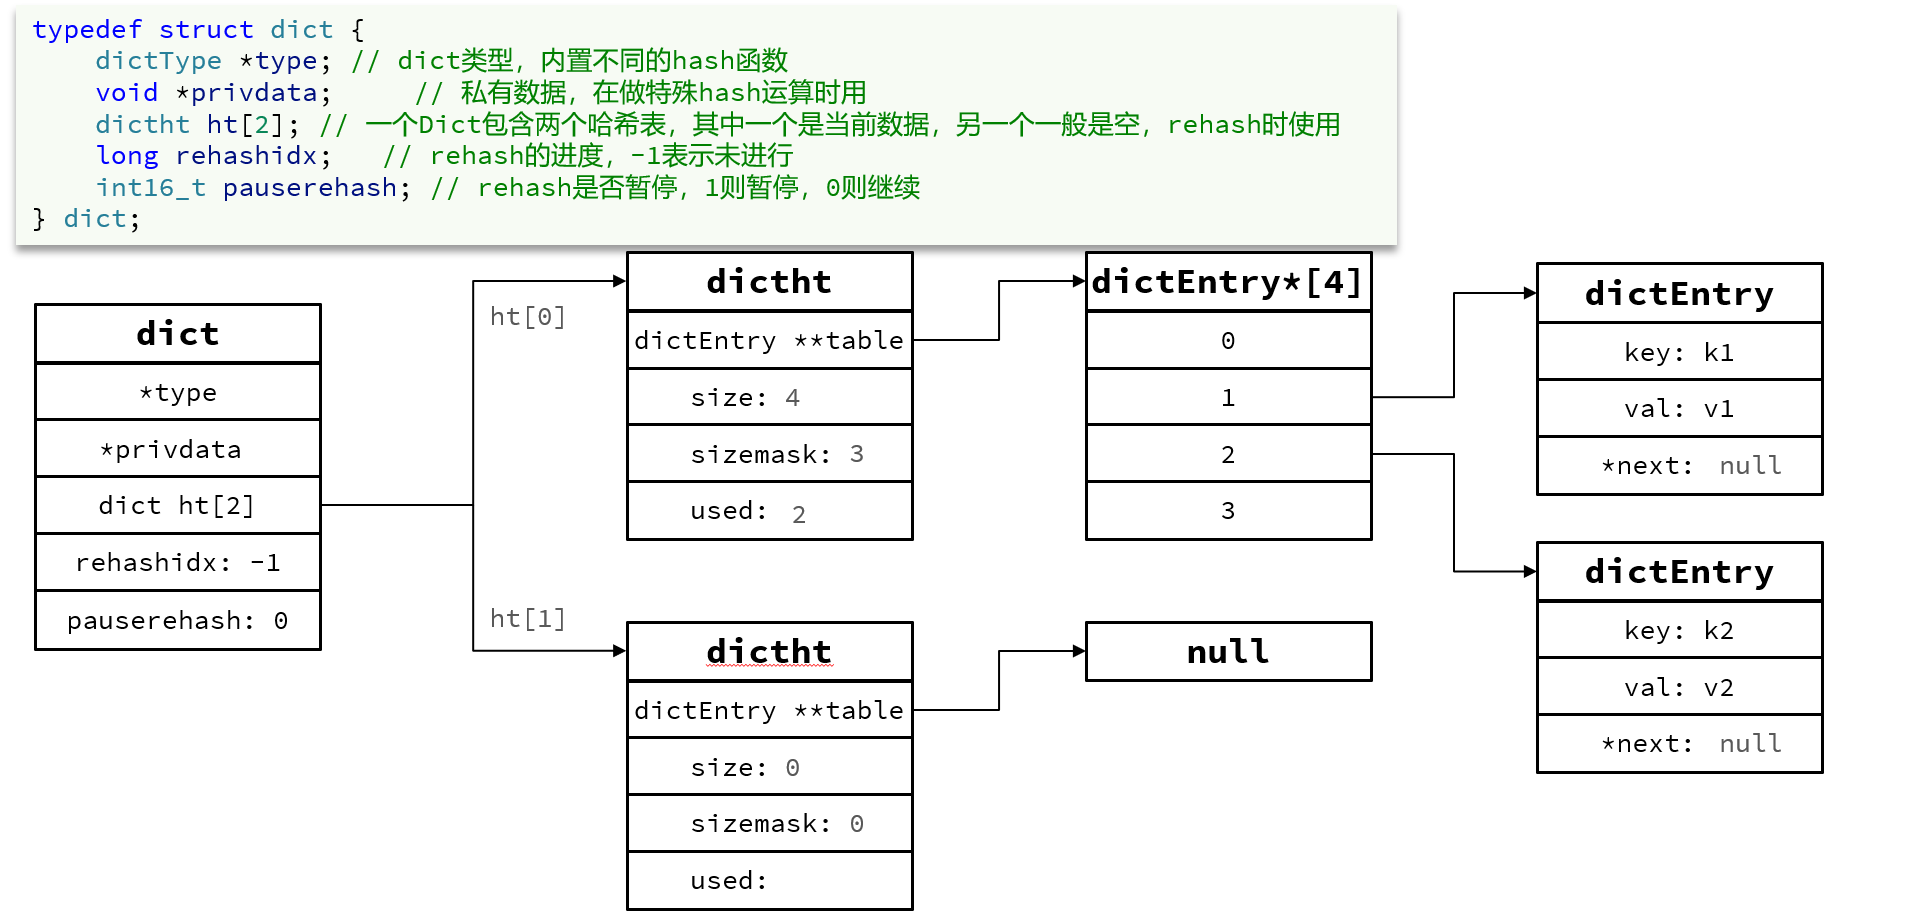 typedef struct dict {
dictType *type; // dict类型，内置不同的hash函数
void *privdata; // 私有数据，在做特殊hash运算时用
dictht ht[2]; // 一个Dict包含两个哈希表，其中一个是当前数据，另一个一般是空，rehash时使用
long rehashidx; // rehash的进度，-1表示未进行
int16_t pauserehash; // rehash是否暂停，1则暂停，0则继续
} dict;
dict
*type
*privdata
dict ht[2]
rehashidx: -1
pauserehash: 0
ht[0]
ht[1]
dictht
dictEntry **table
size: 4
sizemask: 3
used: 2
dictht
dictEntry **table
size: 0
sizemask: 0
used:
dictEntry*[4]
0
1
2
3
null
dictEntry
key: k1
val: v1
*next: null
dictEntry
key: k2
val: v2
*next: null